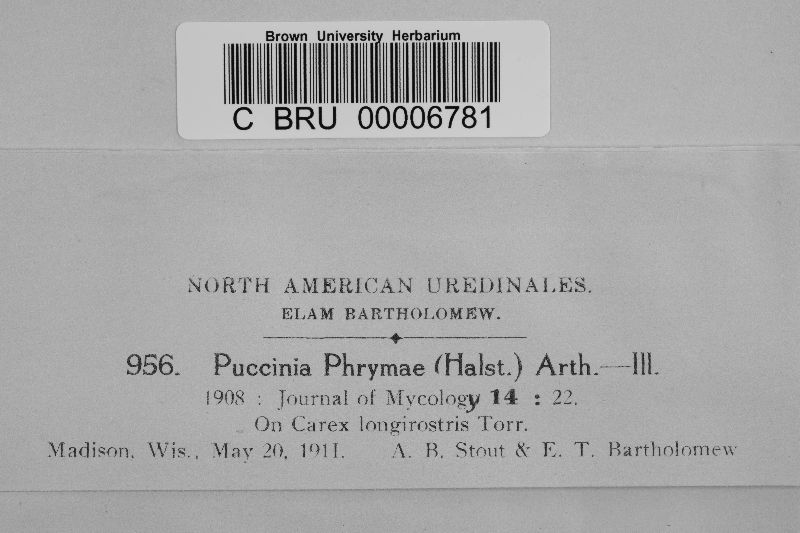 Brown University Herbarium
C BRU 00006781
NORTH AMERICAN UREDINALES.
ELAM BARTHOLOMEW.
956. Puccinia Phrymae (Halst.) Arth.—III.
1908 : Journal of Mycology 14 : 22.
On Carex longirostris Torr.
Madison, Wis., May 20, 1911. A. B. Stout & E. T. Bartholomew